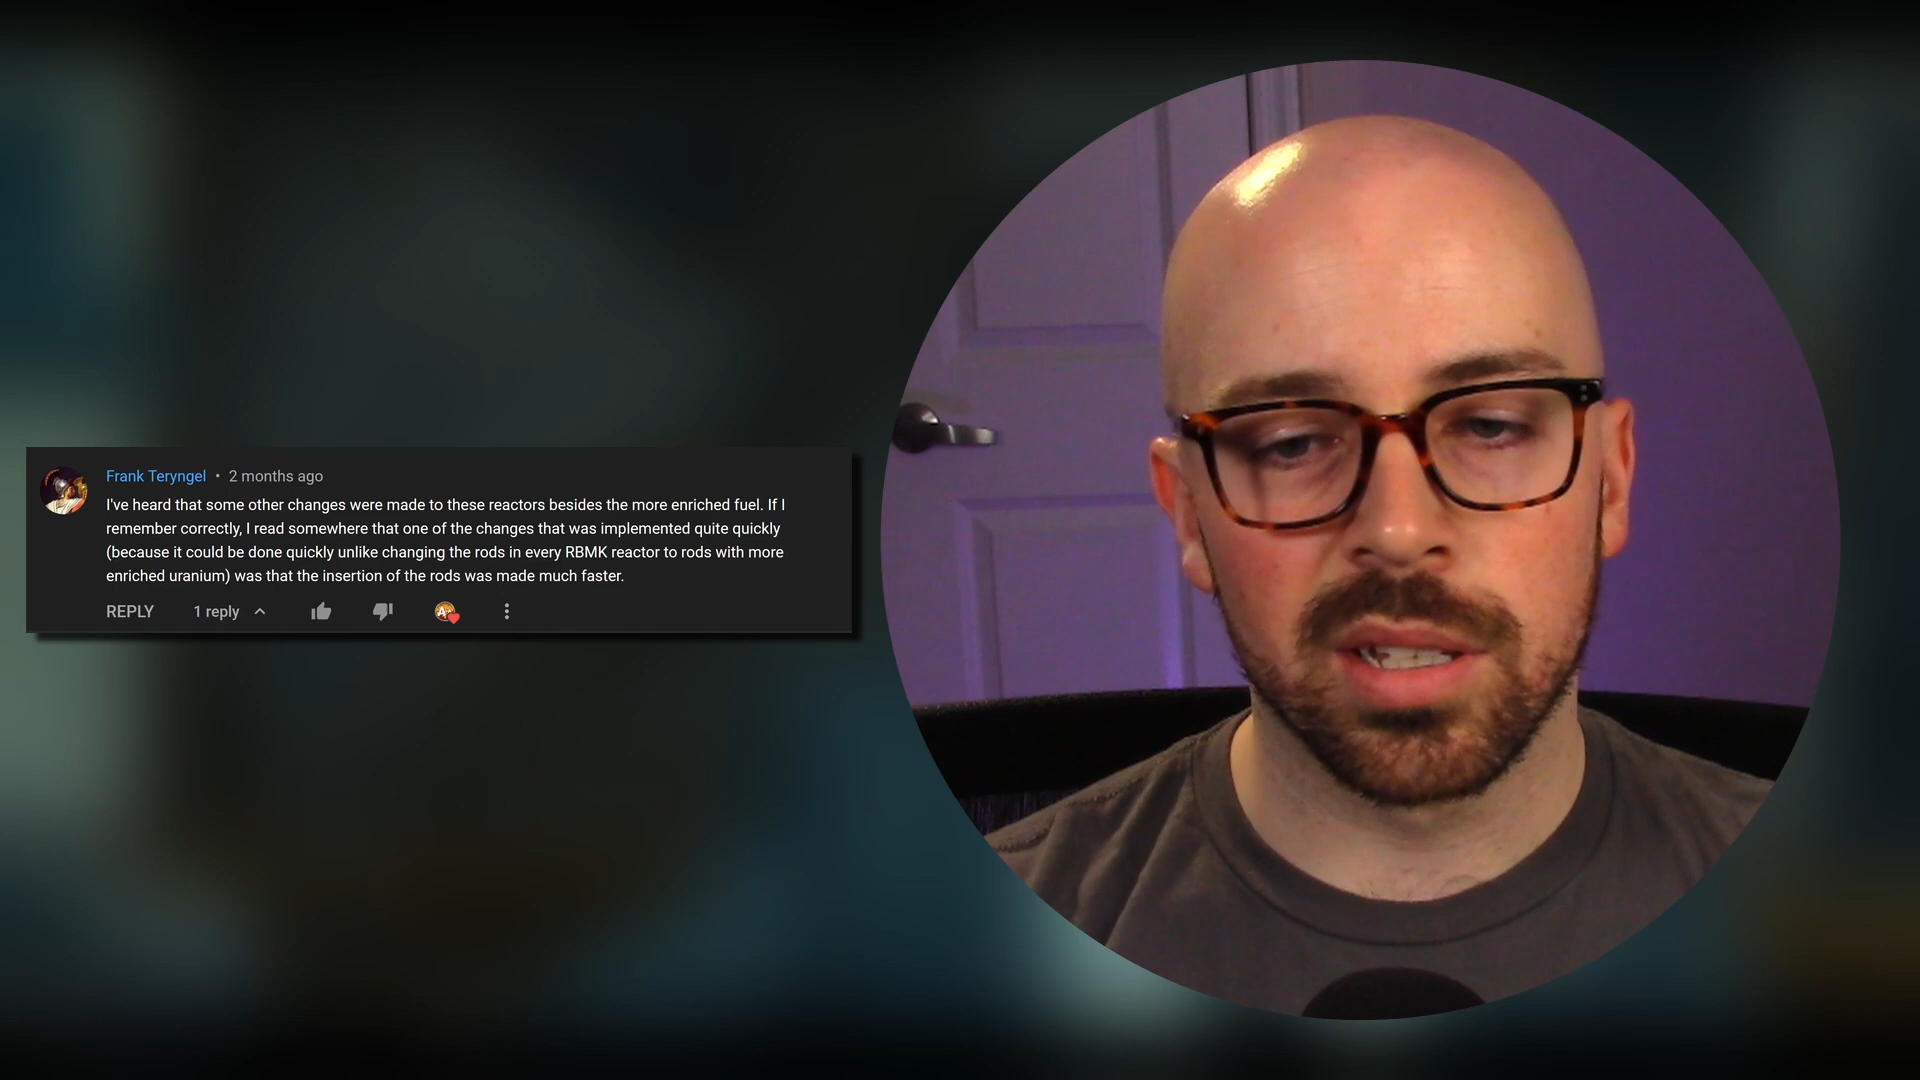 Frank Teryngel • 2 months ago
I've heard that some other changes were made to these reactors besides the more enriched fuel. If I
remember correctly, I read somewhere that one of the changes that was implemented quite quickly
(because it could be done quickly unlike changing the rods in every RBMK reactor to rods with more
enriched uranium) was that the insertion of the rods was made much faster.
REPLY 1 reply